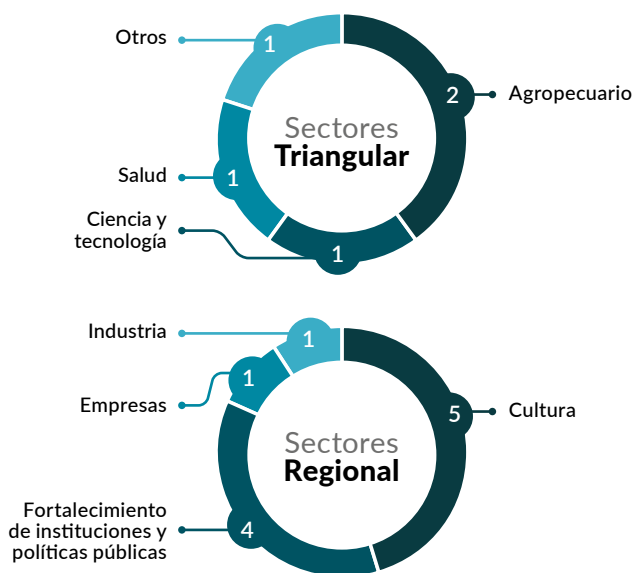 Otros
1
2
Agropecuario
Sectores
Triangular
Salud
1
Ciencia y
tecnología
1
Industria
1
Empresas
1
5
Cultura
Sectores
Regional
Fortalecimiento
de instituciones y
políticas públicas
4